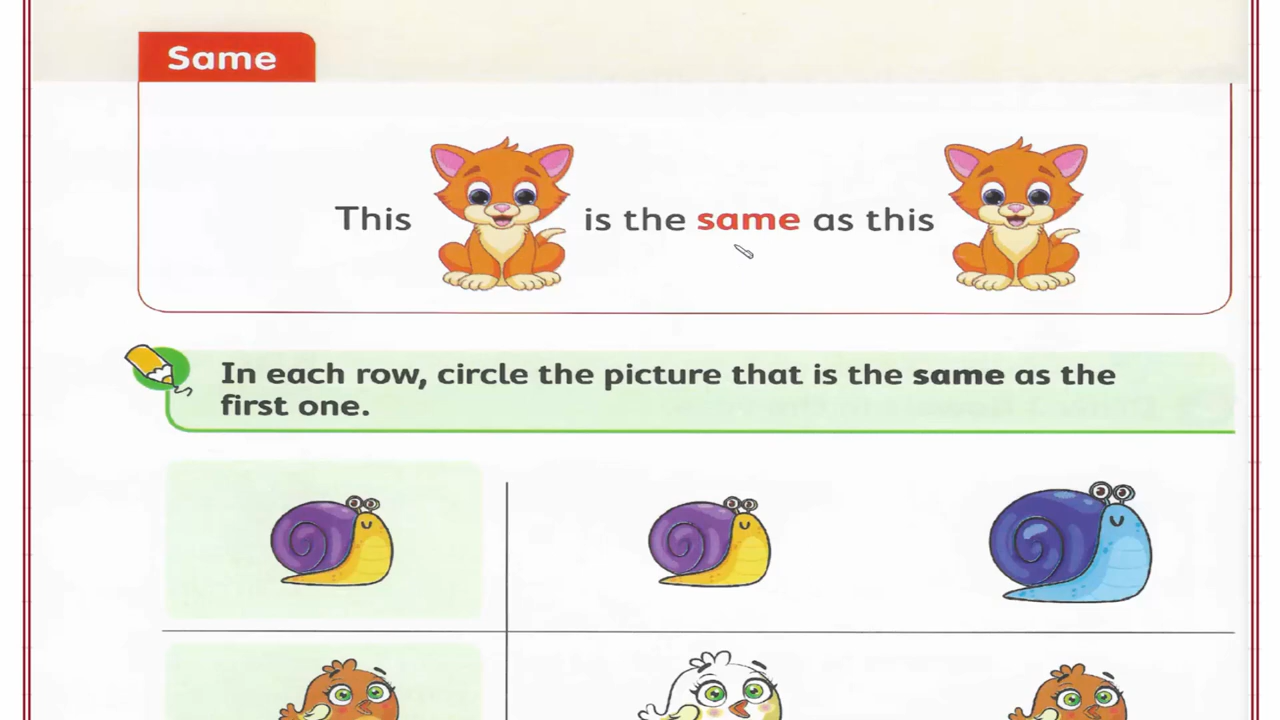 Same
This is the same as this
In each row, circle the picture that is the same as the
first one.